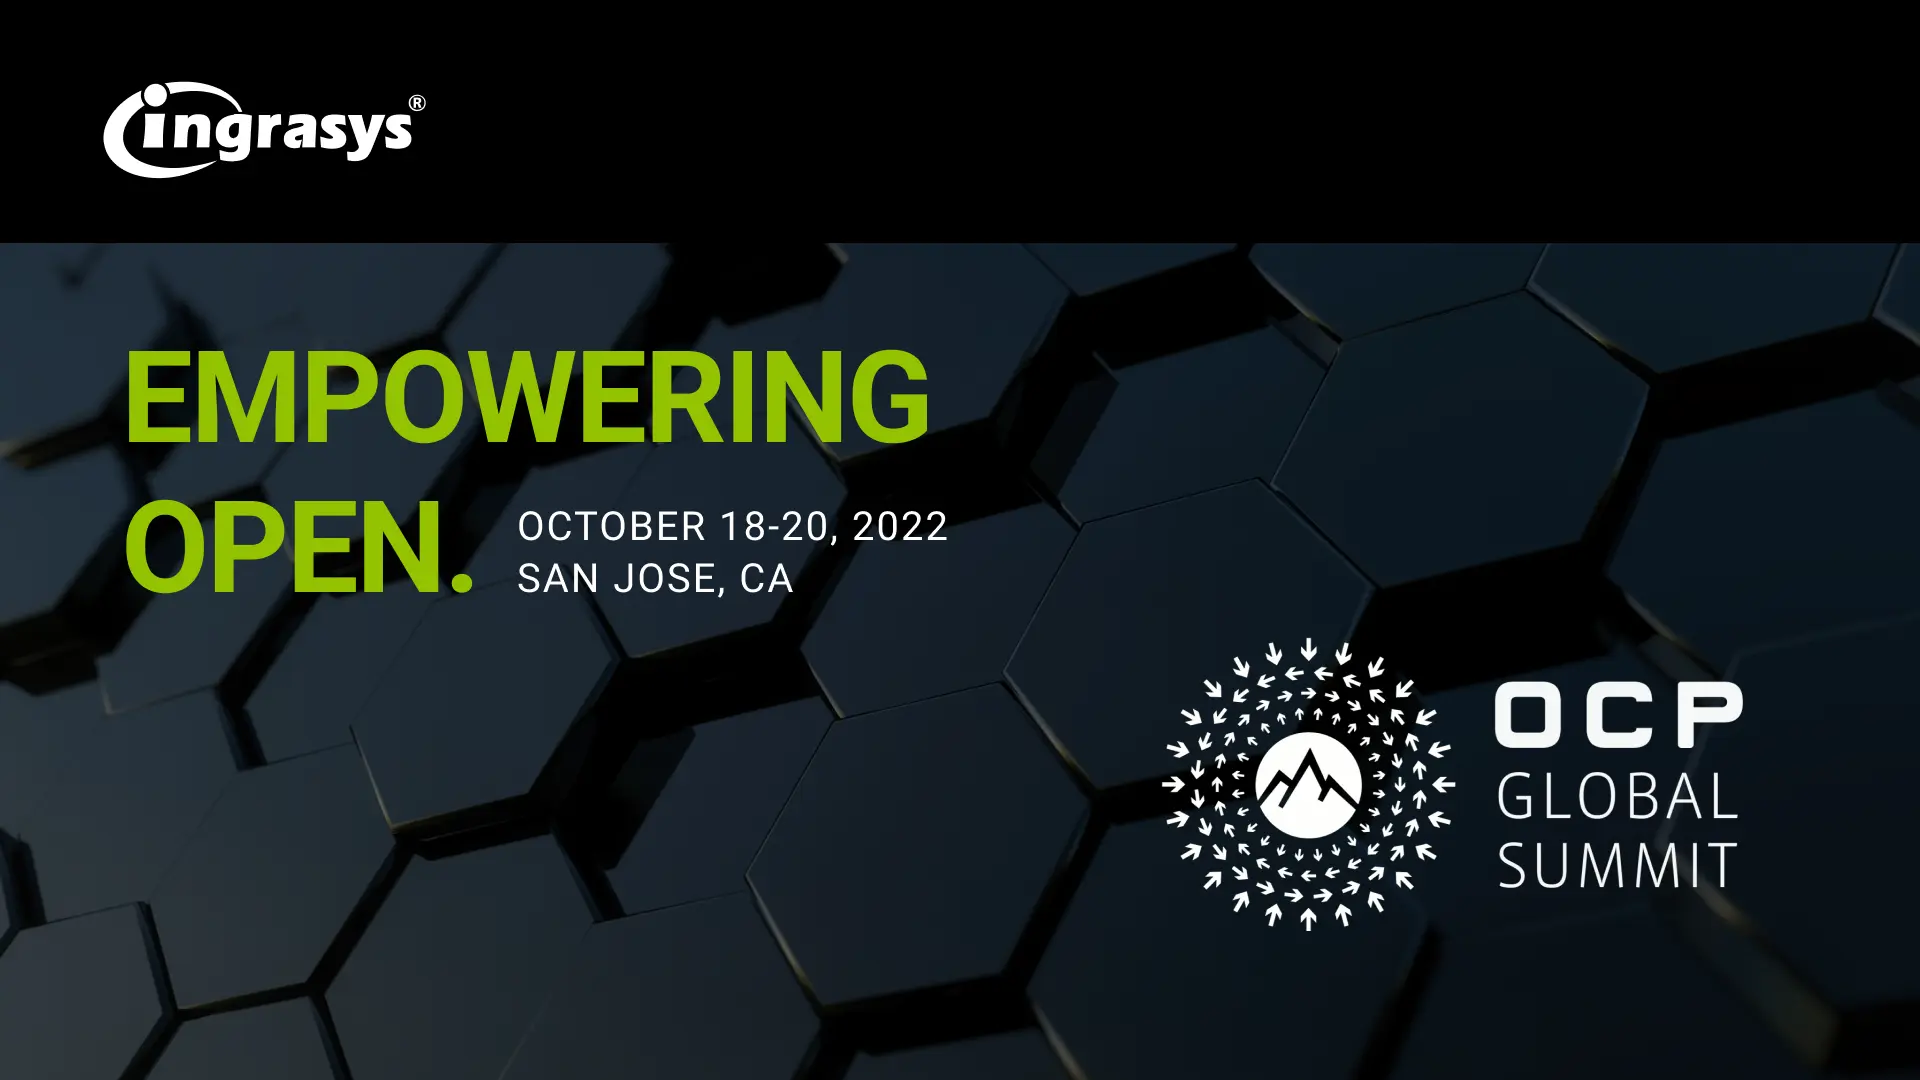 ingrasys®
EMPOWERING
OPEN.
OCTOBER 18-20, 2022
SAN JOSE, CA
OCP
GLOBAL
SUMMIT